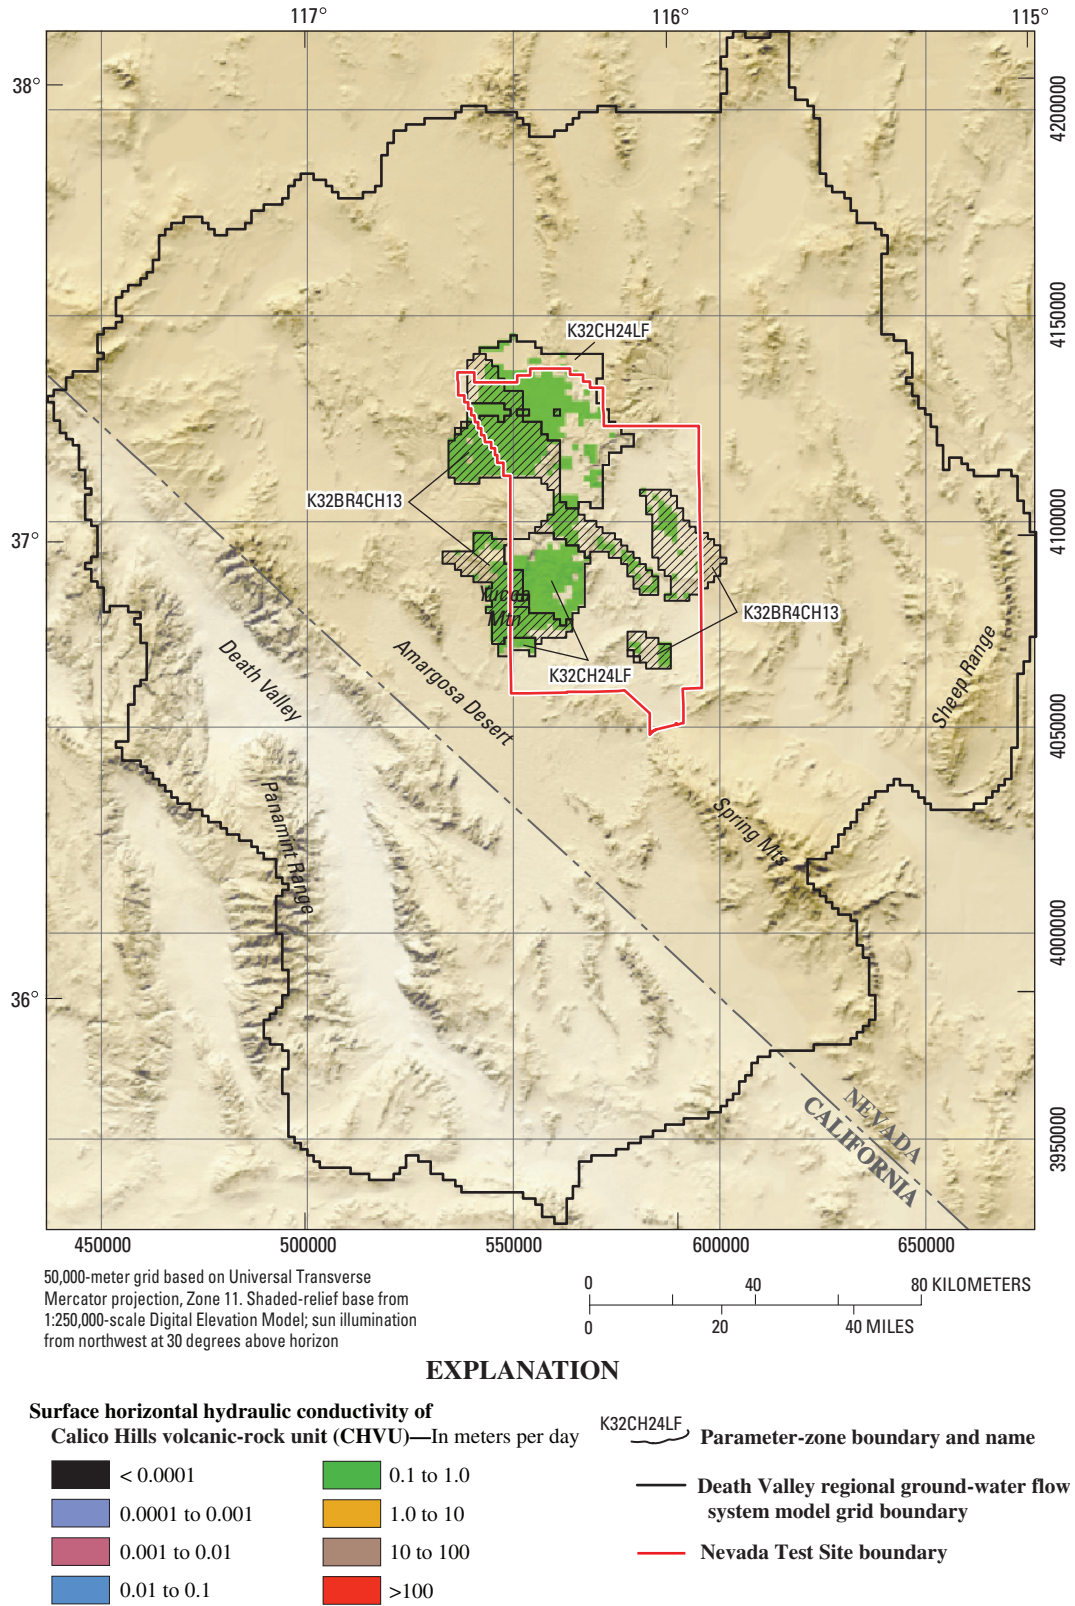 117°
116°
115°
38°
37°
36°
4200000
4150000
4100000
4050000
4000000
3950000
K32CH24LF
K32BR4CH13
Yucca
Mtn
K32BR4CH13
K32CH24LF
Death Valley
Amargosa Desert
Sheep Range
Panamint Range
Spring Mts
NEVADA
CALIFORNIA
450000
500000
550000
600000
650000
50,000-meter grid based on Universal Transverse
Mercator projection, Zone 11. Shaded-relief base from
1:250,000-scale Digital Elevation Model; sun illumination
from northwest at 30 degrees above horizon
0 40 80 KILOMETERS
0 20 40 MILES
EXPLANATION
Surface horizontal hydraulic conductivity of
Calico Hills volcanic-rock unit (CHVU)—In meters per day
< 0.0001
0.0001 to 0.001
0.001 to 0.01
0.01 to 0.1
0.1 to 1.0
1.0 to 10
10 to 100
>100
K32CH24LF
Parameter-zone boundary and name
Death Valley regional ground-water flow
system model grid boundary
Nevada Test Site boundary